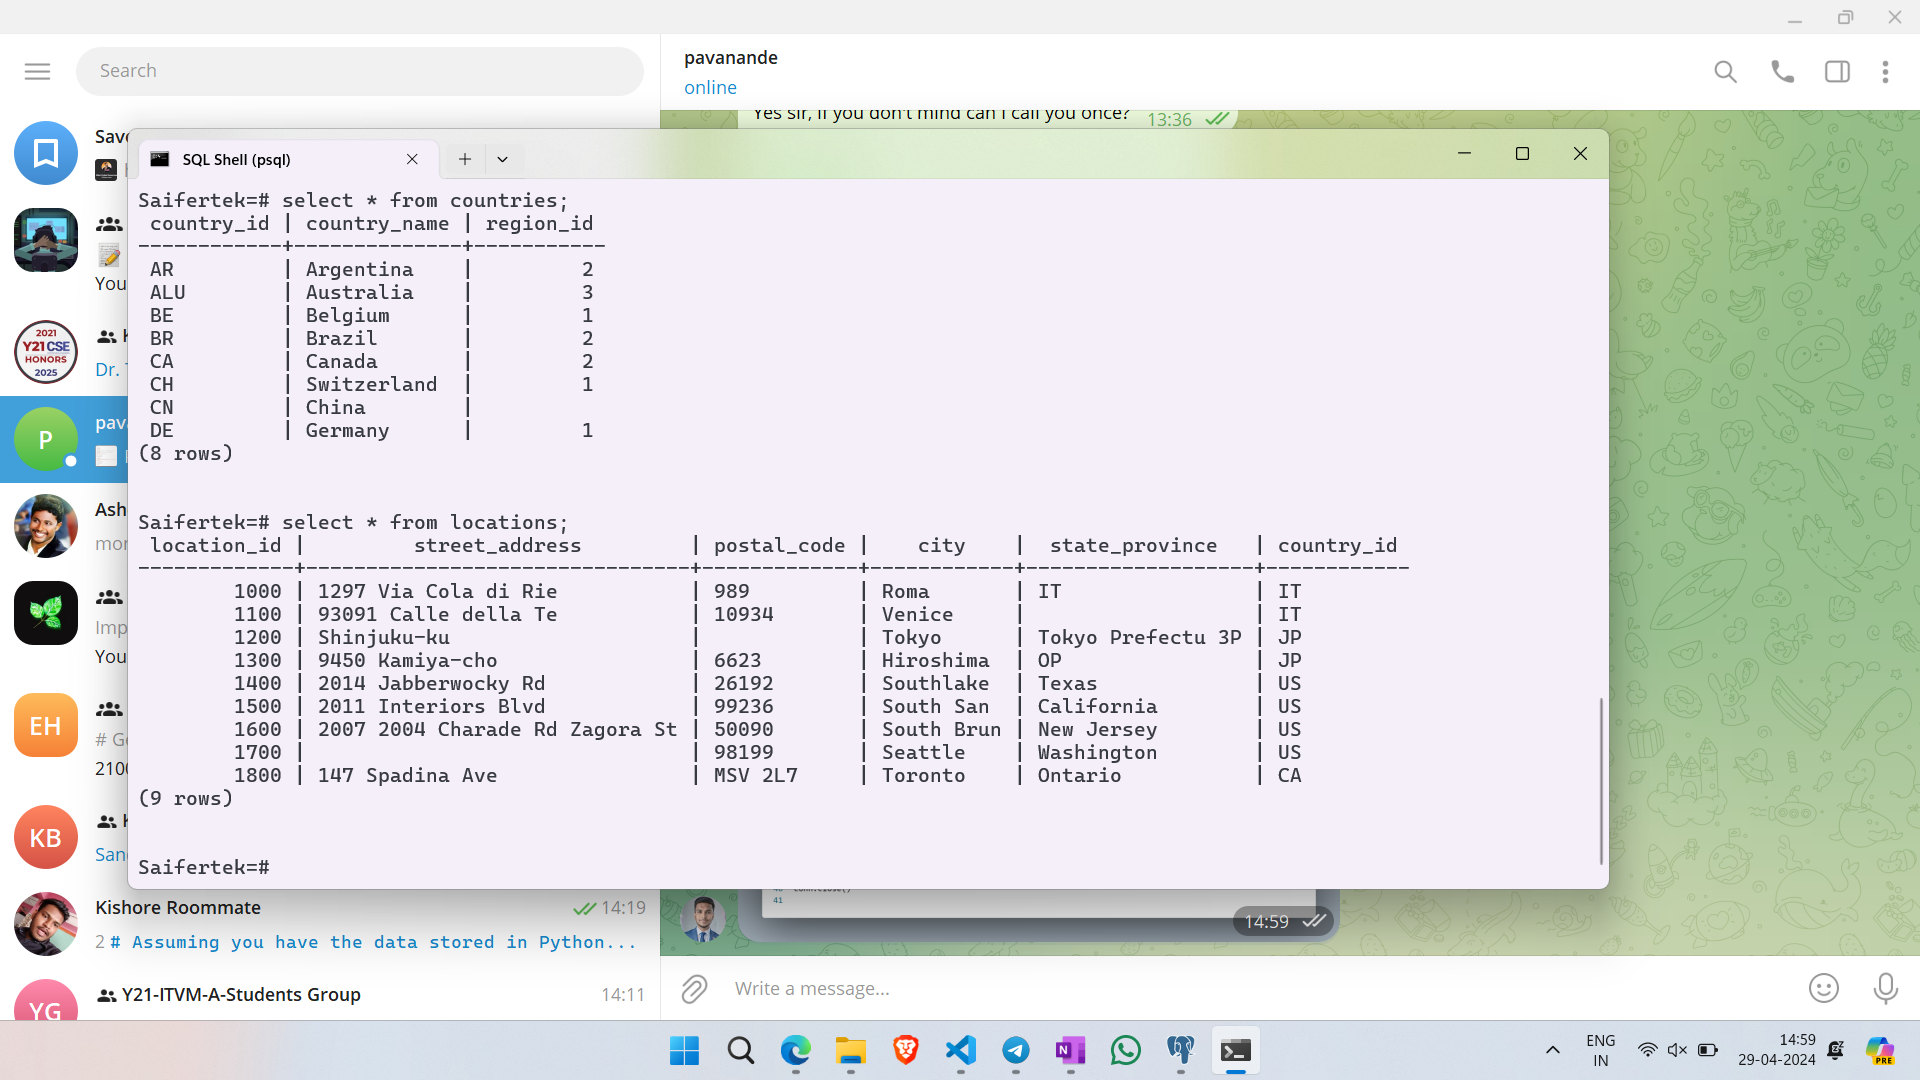 Search
pavanande
online
Yes sir, if you don't mind can I call you once? 13:36
Save
SQL Shell (psql)
Saifertek=# select * from countries;
country_id | country_name | region_id
------------+--------------+-----------
AR | Argentina | 2
ALU | Australia | 3
BE | Belgium | 1
BR | Brazil | 2
CA | Canada | 2
CH | Switzerland | 1
CN | China |
DE | Germany | 1
(8 rows)
Saifertek=# select * from locations;
location_id | street_address | postal_code | city | state_province | country_id
-------------+--------------------------------+-------------+------------+-------------------+------------
1000 | 1297 Via Cola di Rie | 989 | Roma | IT | IT
1100 | 93091 Calle della Te | 10934 | Venice | | IT
1200 | Shinjuku-ku | | Tokyo | Tokyo Prefectu 3P | JP
1300 | 9450 Kamiya-cho | 6623 | Hiroshima | OP | JP
1400 | 2014 Jabberwocky Rd | 26192 | Southlake | Texas | US
1500 | 2011 Interiors Blvd | 99236 | South San | California | US
1600 | 2007 2004 Charade Rd Zagora St | 50090 | South Brun | New Jersey | US
1700 | | 98199 | Seattle | Washington | US
1800 | 147 Spadina Ave | MSV 2L7 | Toronto | Ontario | CA
(9 rows)
Saifertek=#
You
2021
Y21 CSE
HONORS
2025
Dr.
P
pava
Ash
mor
Imp
You
EH
# Ge
2100
KB
San
Kishore Roommate 14:19
2 # Assuming you have the data stored in Python...
YG
Y21-ITVM-A-Students Group 14:11
41
14:59
Write a message...
ENG
IN
14:59
29-04-2024
PRE